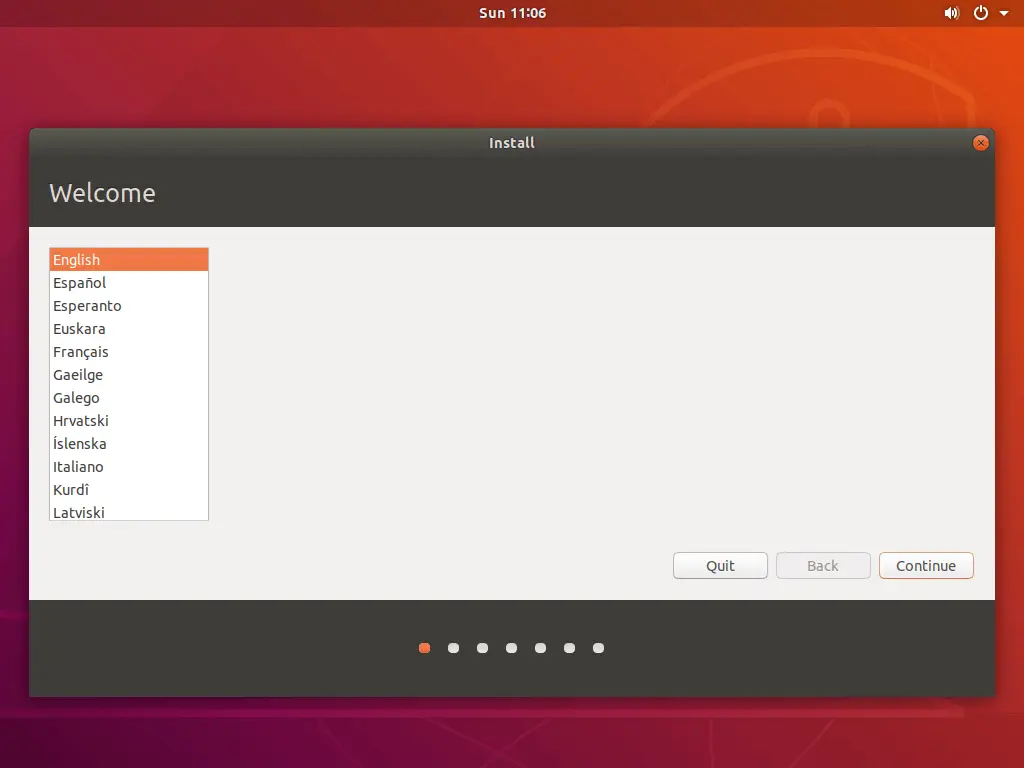 Sun 11:06
Install
Welcome
English
Español
Esperanto
Euskara
Français
Gaeilge
Galego
Hrvatski
Íslenska
Italiano
Kurdî
Latviski
Quit Back Continue